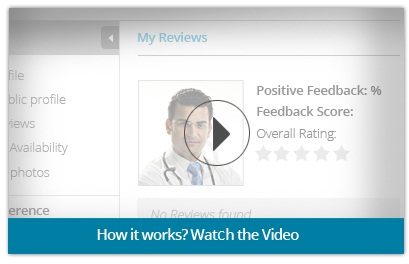 My Reviews
file
blic profile
views
Availability
photos
erence
Positive Feedback: %
Feedback Score:
Overall Rating:
No Reviews found
How it works? Watch the Video